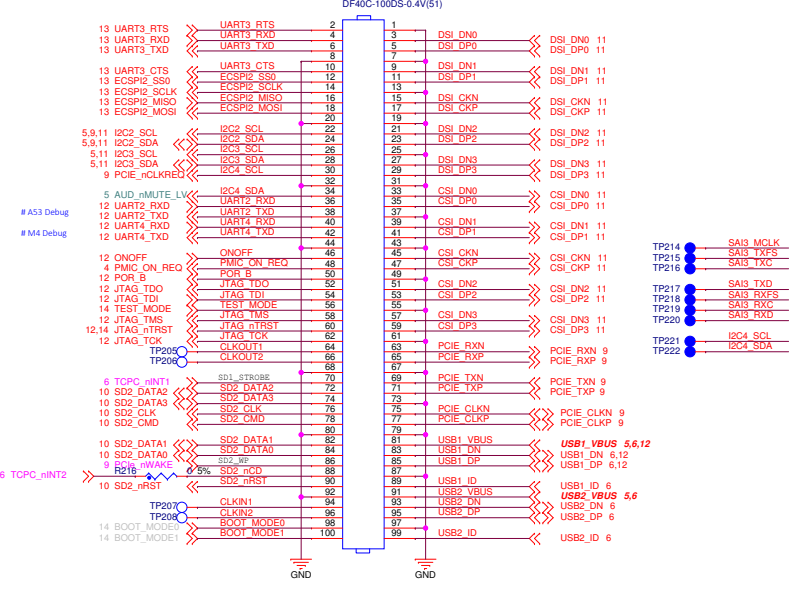 DF40C-100DS-0.4V(51)
13 UART3_RTS UART3_RTS 2 1
13 UART3_RXD UART3_RXD 4 3 DSI_DN0 DSI_DN0 11
13 UART3_TXD UART3_TXD 6 5 DSI_DP0 DSI_DP0 11
8 7
13 UART3_CTS UART3_CTS 10 9 DSI_DN1 DSI_DN1 11
13 ECSPI2_SS0 ECSPI2_SS0 12 11 DSI_DP1 DSI_DP1 11
13 ECSPI2_SCLK ECSPI2_SCLK 14 13
13 ECSPI2_MISO ECSPI2_MISO 16 15 DSI_CKN DSI_CKN 11
13 ECSPI2_MOSI ECSPI2_MOSI 18 17 DSI_CKP DSI_CKP 11
20 19
5,9,11 I2C2_SCL I2C2_SCL 22 21 DSI_DN2 DSI_DN2 11
5,9,11 I2C2_SDA I2C2_SDA 24 23 DSI_DP2 DSI_DP2 11
5,11 I2C3_SCL I2C3_SCL 26 25
5,11 I2C3_SDA I2C3_SDA 28 27 DSI_DN3 DSI_DN3 11
9 PCIE_nCLKREQ I2C4_SCL 30 29 DSI_DP3 DSI_DP3 11
32 31
5 AUD_nMUTE_LV I2C4_SDA 34 33 CSI_DN0 CSI_DN0 11
12 UART2_RXD UART2_RXD 36 35 CSI_DP0 CSI_DP0 11
# A53 Debug 12 UART2_TXD UART2_TXD 38 37
12 UART4_RXD UART4_RXD 40 39 CSI_DN1 CSI_DN1 11
# M4 Debug 12 UART4_TXD UART4_TXD 42 41 CSI_DP1 CSI_DP1 11
44 43 TP214 SAI3_MCLK
12 ONOFF ONOFF 46 45 CSI_CKN CSI_CKN 11 TP215 SAI3_TXFS
4 PMIC_ON_REQ PMIC_ON_REQ 48 47 CSI_CKP CSI_CKP 11 TP216 SAI3_TXC
12 POR_B POR_B 50 49
12 JTAG_TDO JTAG_TDO 52 51 CSI_DN2 CSI_DN2 11 TP217 SAI3_TXD
12 JTAG_TDI JTAG_TDI 54 53 CSI_DP2 CSI_DP2 11 TP218 SAI3_RXFS
14 TEST_MODE TEST_MODE 56 55 TP219 SAI3_RXC
12 JTAG_TMS JTAG_TMS 58 57 CSI_DN3 CSI_DN3 11 TP220 SAI3_RXD
12,14 JTAG_nTRST JTAG_nTRST 60 59 CSI_DP3 CSI_DP3 11
12 JTAG_TCK JTAG_TCK 62 61 TP221 I2C4_SCL
TP205 CLKOUT1 64 63 PCIE_RXN PCIE_RXN 9 TP222 I2C4_SDA
TP206 CLKOUT2 66 65 PCIE_RXP PCIE_RXP 9
68 67
6 TCPC_nINT1 SD1_STROBE 70 69 PCIE_TXN PCIE_TXN 9
10 SD2_DATA2 SD2_DATA2 72 71 PCIE_TXP PCIE_TXP 9
10 SD2_DATA3 SD2_DATA3 74 73
10 SD2_CLK SD2_CLK 76 75 PCIE_CLKN PCIE_CLKN 9
10 SD2_CMD SD2_CMD 78 77 PCIE_CLKP PCIE_CLKP 9
80 79
10 SD2_DATA1 SD2_DATA1 82 81 USB1_VBUS USB1_VBUS 5,6,12
10 SD2_DATA0 SD2_DATA0 84 83 USB1_DN USB1_DN 6,12
9 PCIe_nWAKE SD2_WP 86 85 USB1_DP USB1_DP 6,12
6 TCPC_nINT2 R216 0 5% SD2_nCD 88 87
10 SD2_nRST SD2_nRST 90 89 USB1_ID USB1_ID 6
92 91 USB2_VBUS USB2_VBUS 5,6
TP207 CLKIN1 94 93 USB2_DN USB2_DN 6
TP208 CLKIN2 96 95 USB2_DP USB2_DP 6
14 BOOT_MODE0 BOOT_MODE0 98 97
14 BOOT_MODE1 BOOT_MODE1 100 99 USB2_ID USB2_ID 6
GND GND